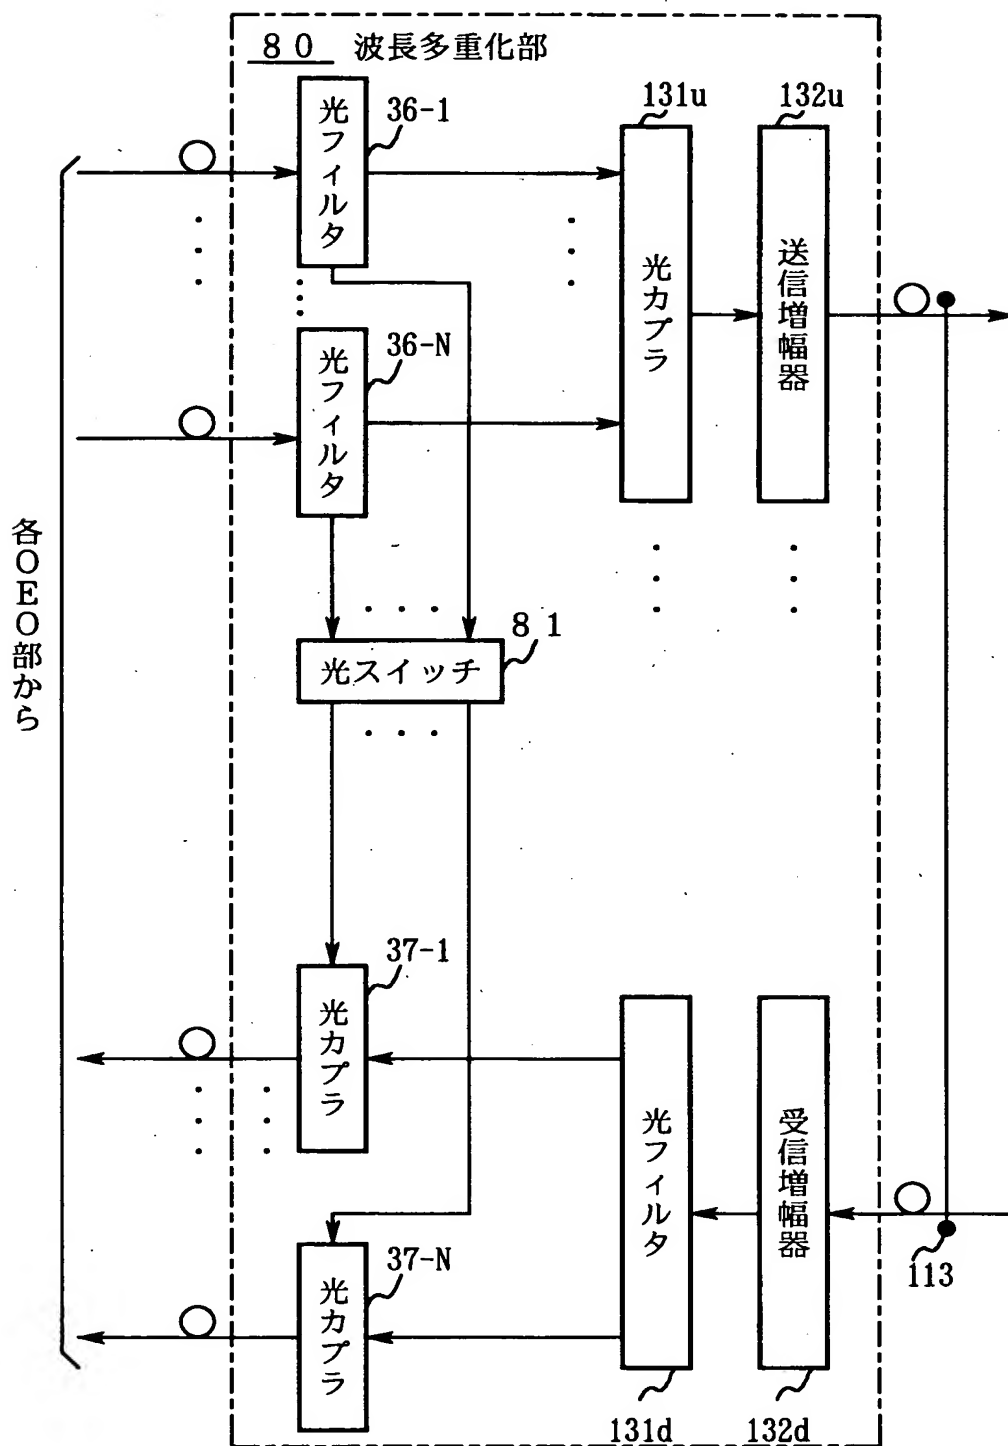 80 波長多重化部
光フィルタ
36-1
131u
132u
光カプラ
送信増幅器
光フィルタ
36-N
各OEO部から
81
光スイッチ
37-1
光カプラ
光フィルタ
受信増幅器
113
37-N
光カプラ
131d
132d